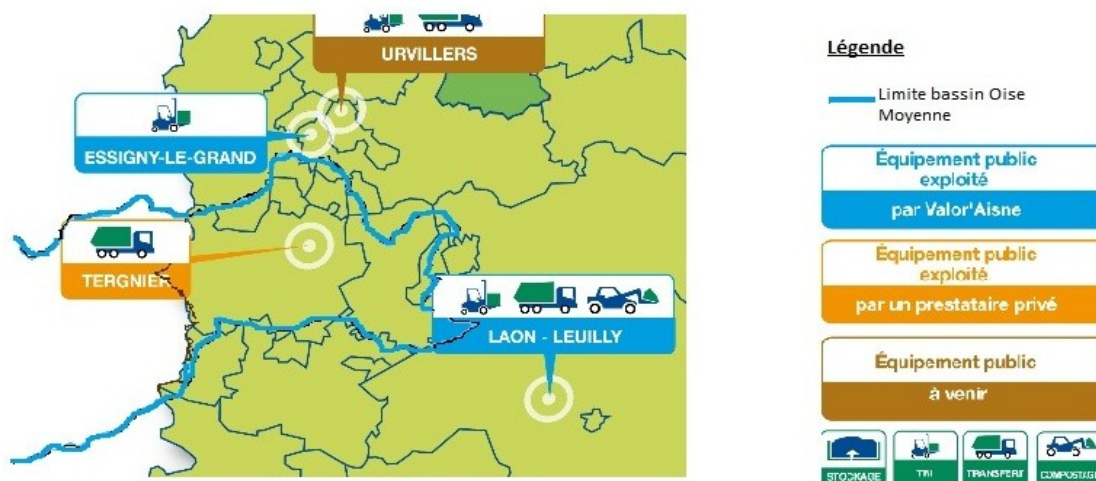 URVILLERS
ESSIGNY-LE-GRAND
TERGNIER
LAON - LEUILLY
Légende
Limite bassin Oise
Moyenne
Équipement public
exploité
par Valor'Aisne
Équipement public
exploité
par un prestataire privé
Équipement public
à venir
STOCKAGE
TRI
TRANSFERT
COMPOSTAGE